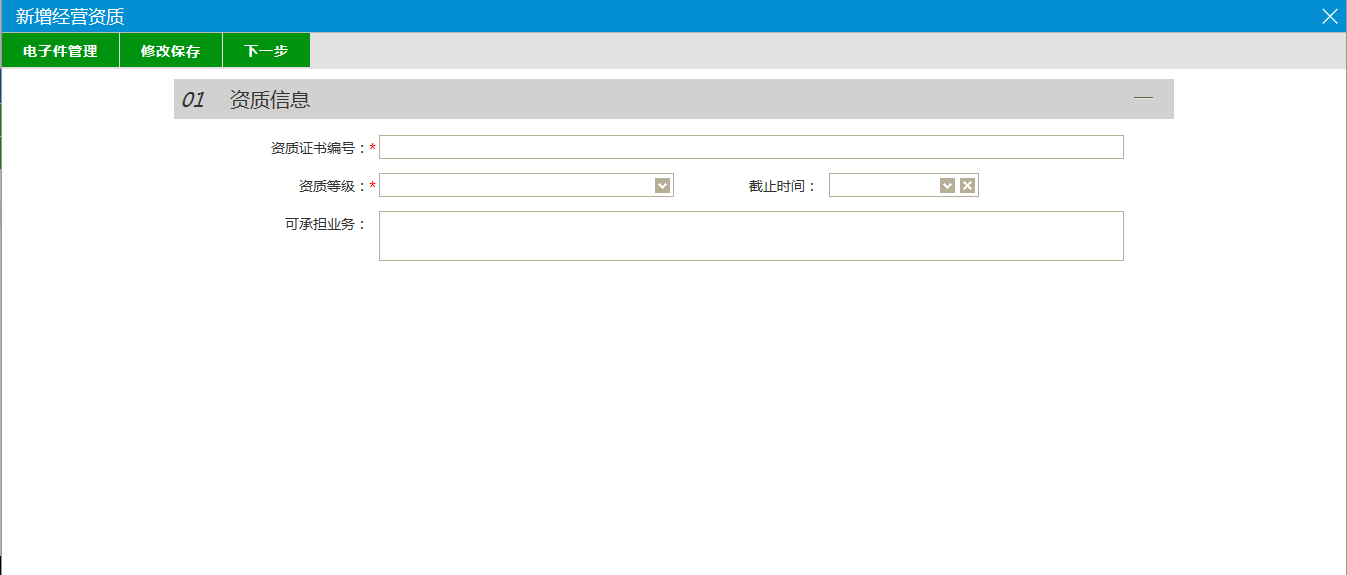 新增经营资质
电子件管理 修改保存 下一步
01 资质信息
资质证书编号：*
资质等级：* 截止时间：
可承担业务：